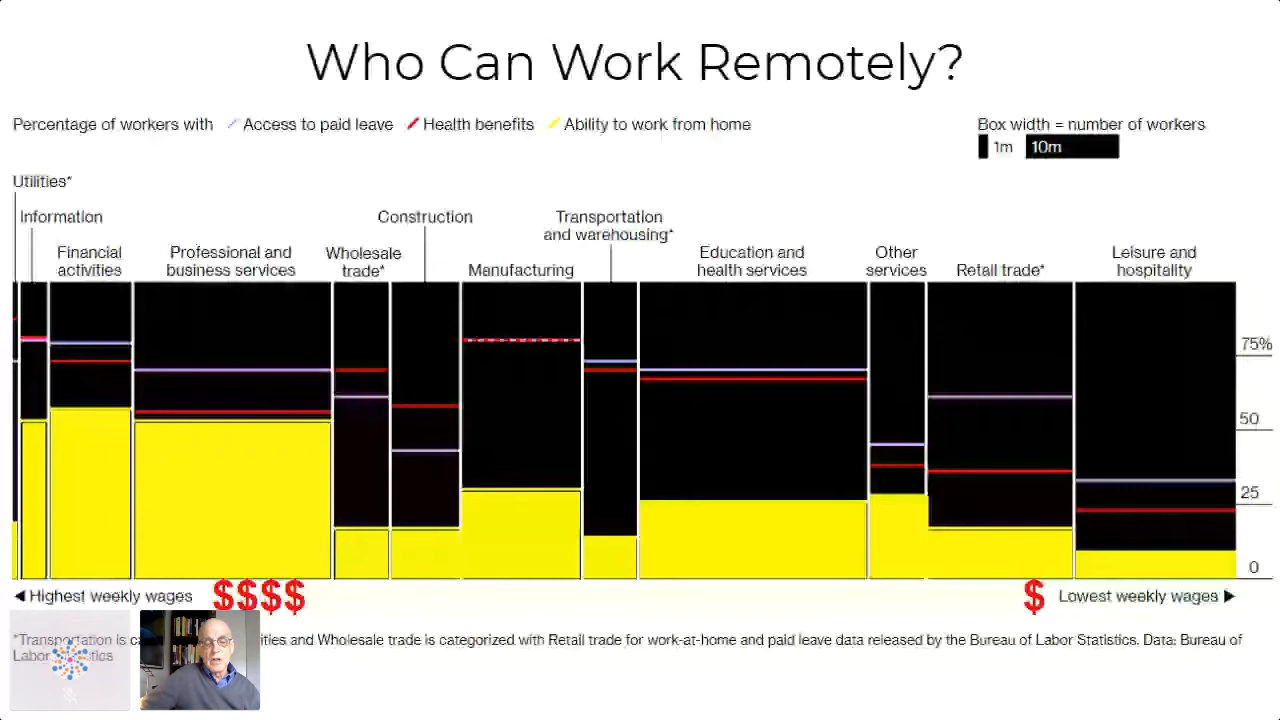 Who Can Work Remotely?
Percentage of workers with Access to paid leave Health benefits Ability to work from home
Box width = number of workers
1m 10m
Utilities*
Information
Construction
Transportation
and warehousing*
Financial
activities
Professional and
business services
Wholesale
trade*
Manufacturing
Education and
health services
Other
services
Retail trade*
Leisure and
hospitality
75%
50
25
0
Highest weekly wages $$$$
$ Lowest weekly wages
*Transportation is and Wholesale trade is categorized with Retail trade for work-at-home and paid leave data released by the Bureau of Labor Statistics. Data: Bureau of
Labor